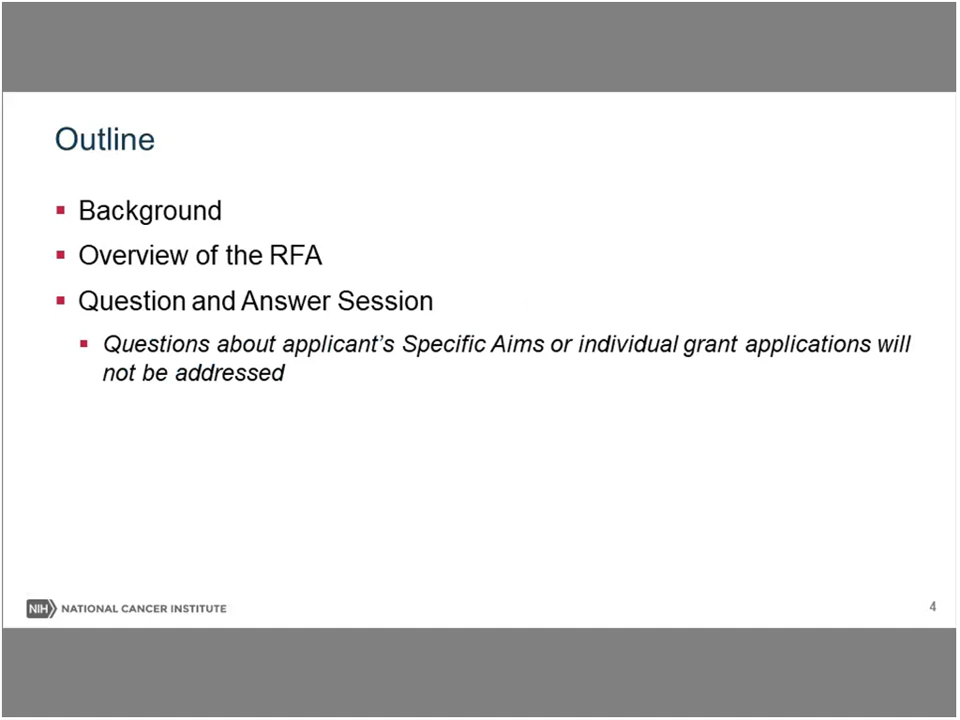 Outline
Background
Overview of the RFA
Question and Answer Session
Questions about applicant's Specific Aims or individual grant applications will
not be addressed
NIH NATIONAL CANCER INSTITUTE
4